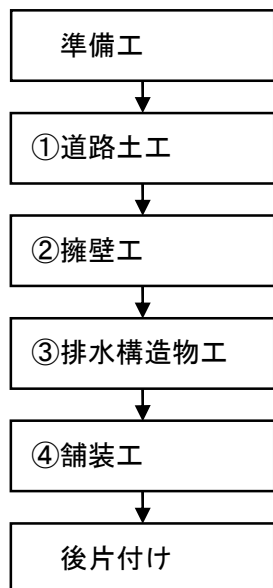 準備工
①道路土工
②擁壁工
③排水構造物工
④舗装工
後片付け